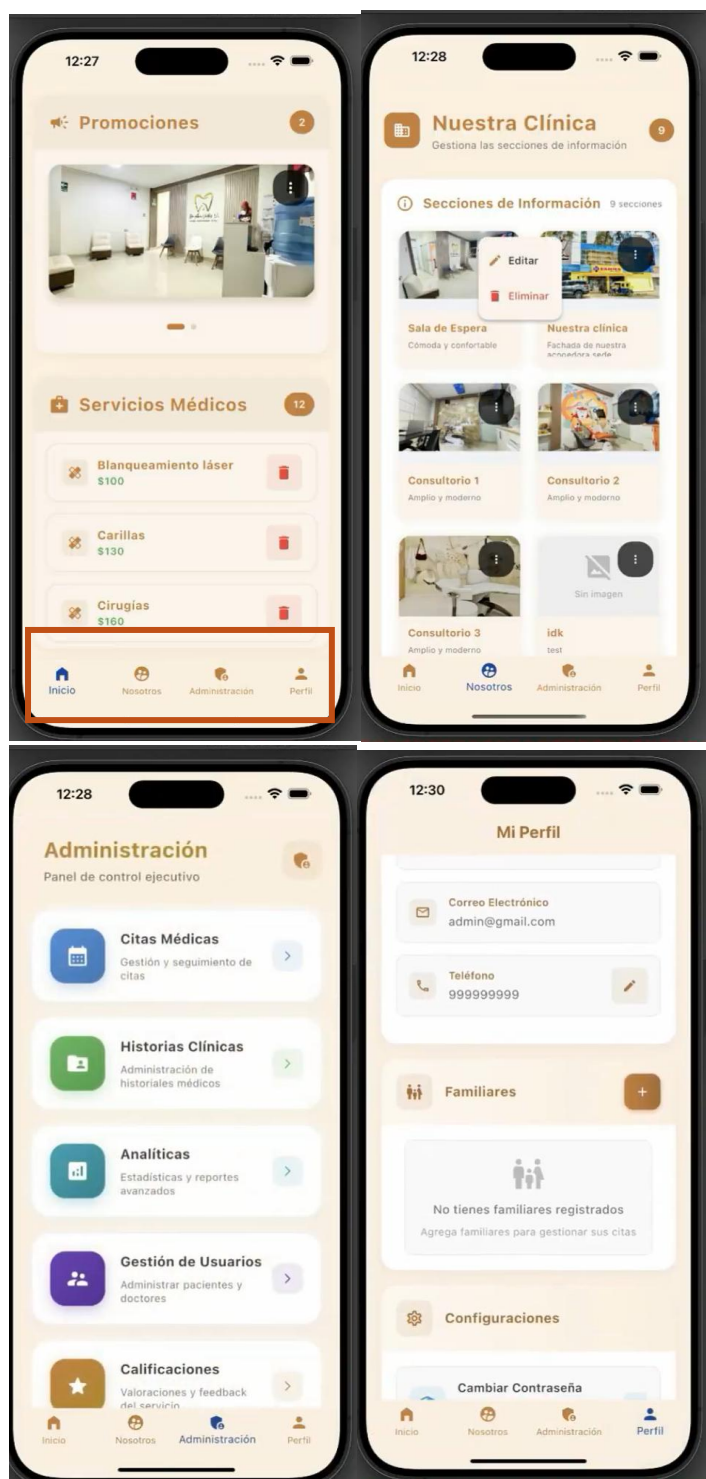 12:27
Promociones
2
Servicios Médicos
12
Blanqueamiento láser
$100
Carillas
$130
Cirugías
$160
Inicio
Nosotros
Administración
Perfil
12:28
Nuestra Clínica
9
Gestiona las secciones de información
Secciones de Información
9 secciones
Editar
Eliminar
Sala de Espera
Cómoda y confortable
Nuestra clínica
Fachada de nuestra
acogedora sede
Consultorio 1
Amplio y moderno
Consultorio 2
Amplio y moderno
Sin imagen
Consultorio 3
Amplio y moderno
idk
test
Inicio
Nosotros
Administración
Perfil
12:28
Administración
Panel de control ejecutivo
Citas Médicas
Gestión y seguimiento de
citas
Historias Clínicas
Administración de
historiales médicos
Analíticas
Estadísticas y reportes
avanzados
Gestión de Usuarios
Administrar pacientes y
doctores
Calificaciones
Valoraciones y feedback
del servicio
Inicio
Nosotros
Administración
Perfil
12:30
Mi Perfil
Correo Electrónico
admin@gmail.com
Teléfono
999999999
Familiares
No tienes familiares registrados
Agrega familiares para gestionar sus citas
Configuraciones
Cambiar Contraseña
Inicio
Nosotros
Administración
Perfil